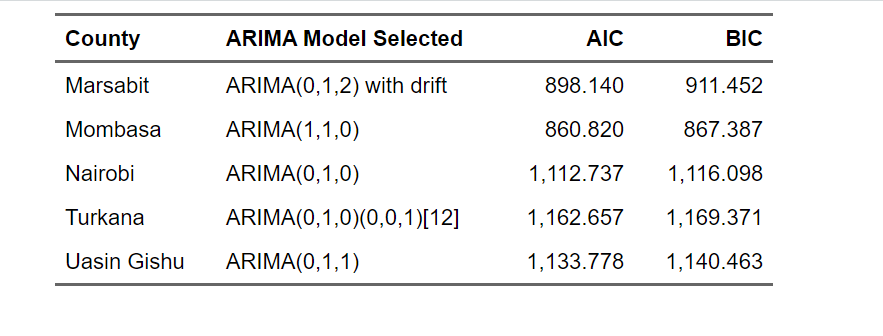 County ARIMA Model Selected AIC BIC
Marsabit ARIMA(0,1,2) with drift 898.140 911.452
Mombasa ARIMA(1,1,0) 860.820 867.387
Nairobi ARIMA(0,1,0) 1,112.737 1,116.098
Turkana ARIMA(0,1,0)(0,0,1)[12] 1,162.657 1,169.371
Uasin Gishu ARIMA(0,1,1) 1,133.778 1,140.463